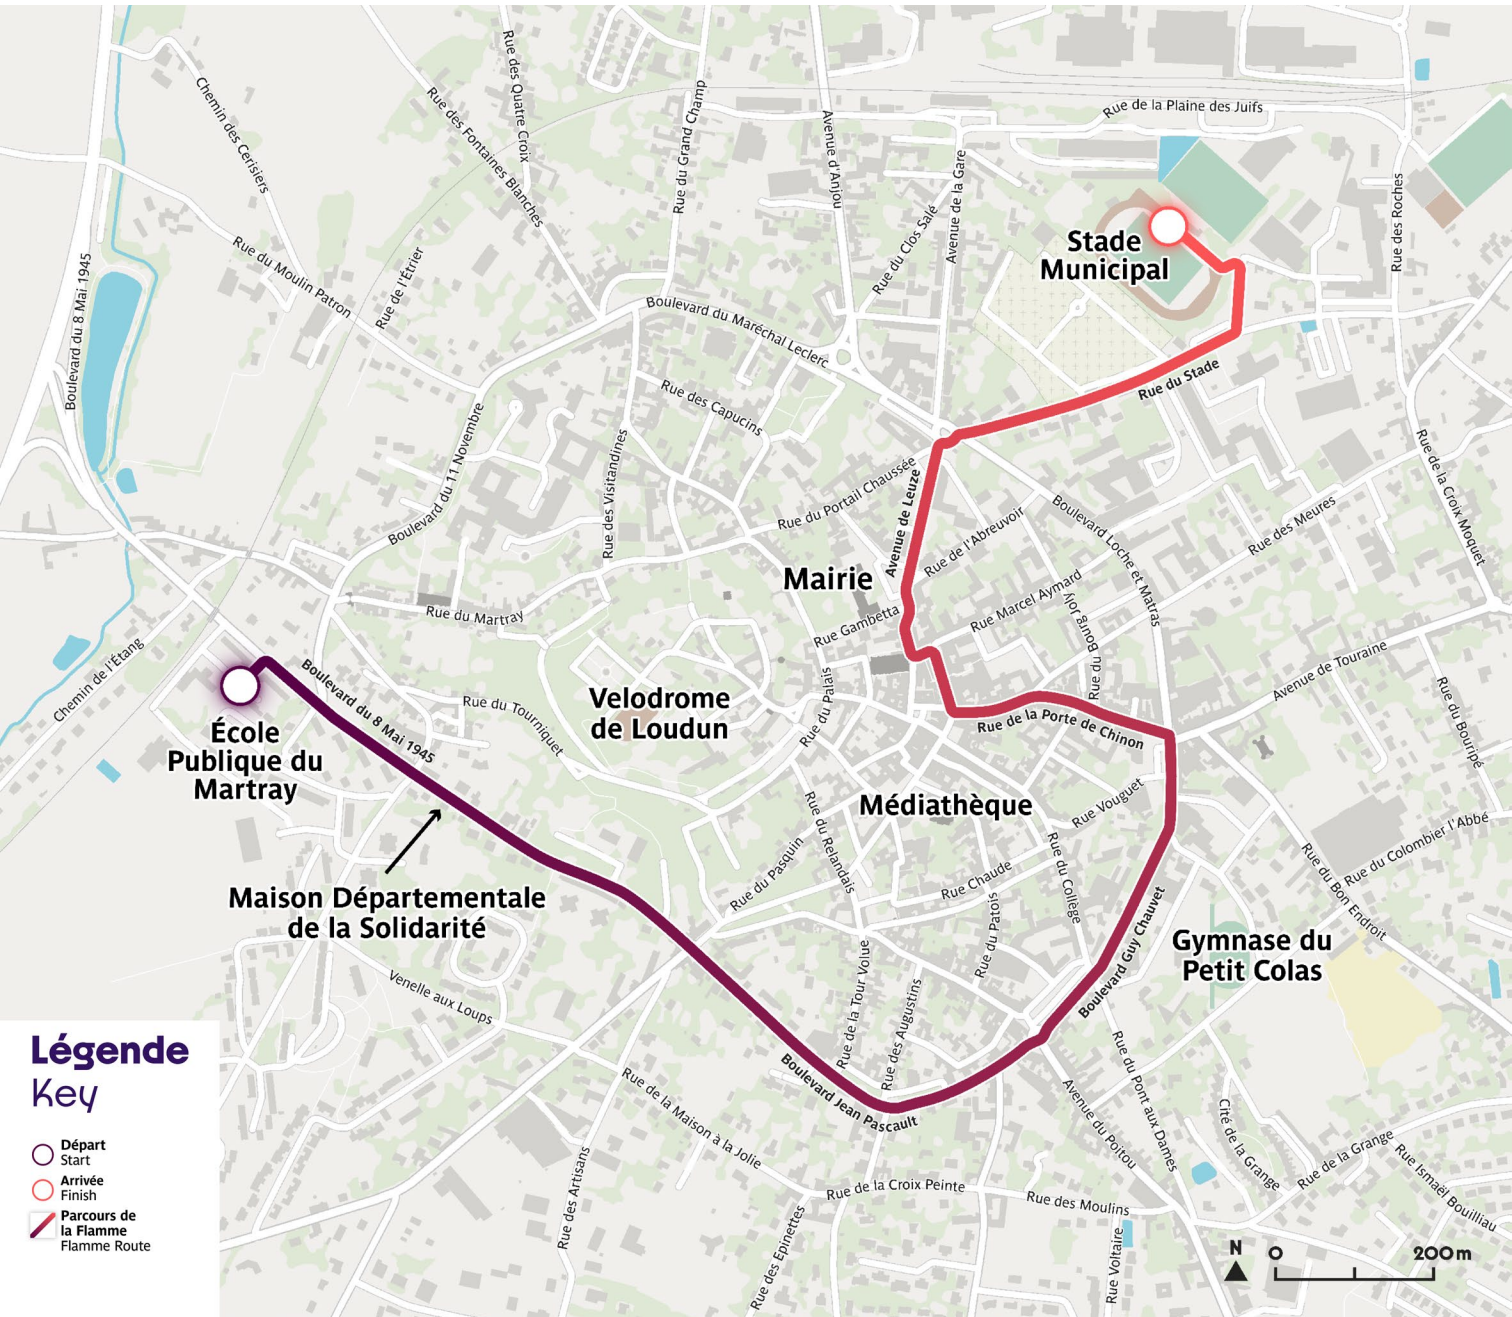 Rue des Quatre Croix
Chemin des Cerisiers
Rue des Fontaines Blanches
Rue du Grand Champ
Avenue d'Anjou
Rue de la Plaine des Juifs
Avenue de la Gare
Rue du Clos Salé
Rue des Roches
Boulevard du 8 Mai 1945
Rue du Moulin Patron
Rue de l'Étrier
Stade
Municipal
Boulevard du Maréchal Leclerc
Rue du Stade
Rue des Capucins
Boulevard du 11 Novembre
Rue des Visitandines
Rue du Portail Chaussée
Avenue de Leuze
Rue de l'Abreuvoir
Boulevard Loche et Matras
Rue des Meures
Rue de la Croix Moquet
Mairie
Rue du Martray
Rue Gambetta
Rue Marcel Aymard
Rue du Bourg Joly
Chemin de l'Étang
Boulevard du 8 Mai 1945
Rue du Tourniquet
Velodrome
de Loudun
Rue du Palais
Rue de la Porte de Chinon
Avenue de Touraine
Rue du Bouripé
École
Publique du
Martray
Médiathèque
Rue Vouguet
Rue du Relandais
Rue du Pasquin
Rue Chaude
Rue du Collège
Rue du Patois
Rue du Colombier l'Abbé
Rue du Bon Endroit
Maison Départementale
de la Solidarité
Boulevard Guy Chauvet
Gymnase du
Petit Colas
Venelle aux Loups
Rue de la Tour Volue
Rue des Augustins
Boulevard Jean Pascault
Rue de la Maison à la Jolie
Avenue du Poitou
Rue du Pont aux Dames
Cité de la Grange
Rue de la Grange
Rue Ismaël Bouilliau
Rue des Artisans
Rue de la Croix Peinte
Rue des Moulins
Rue des Epinettes
Rue Voltaire
Légende
Key
Départ
Start
Arrivée
Finish
Parcours de
la Flamme
Flamme Route
N
0
200m